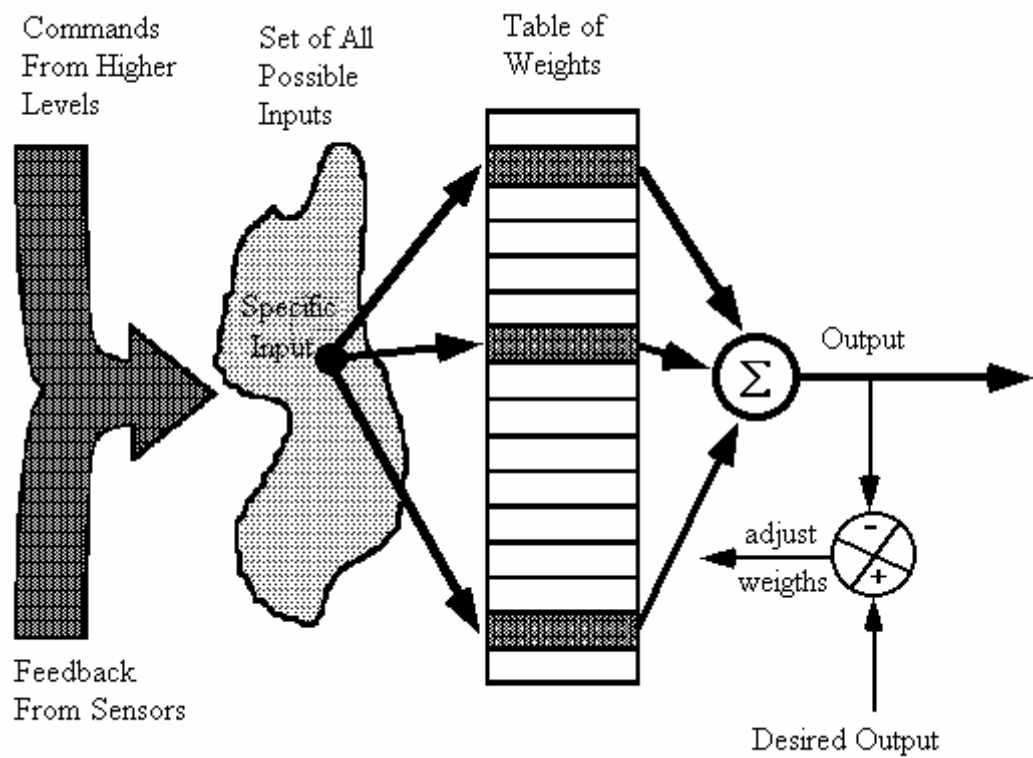 Commands
From Higher
Levels
Set of All
Possible
Inputs
Table of
Weights
Specific
Input
Σ
Output
-
+
adjust
weigths
Feedback
From Sensors
Desired Output